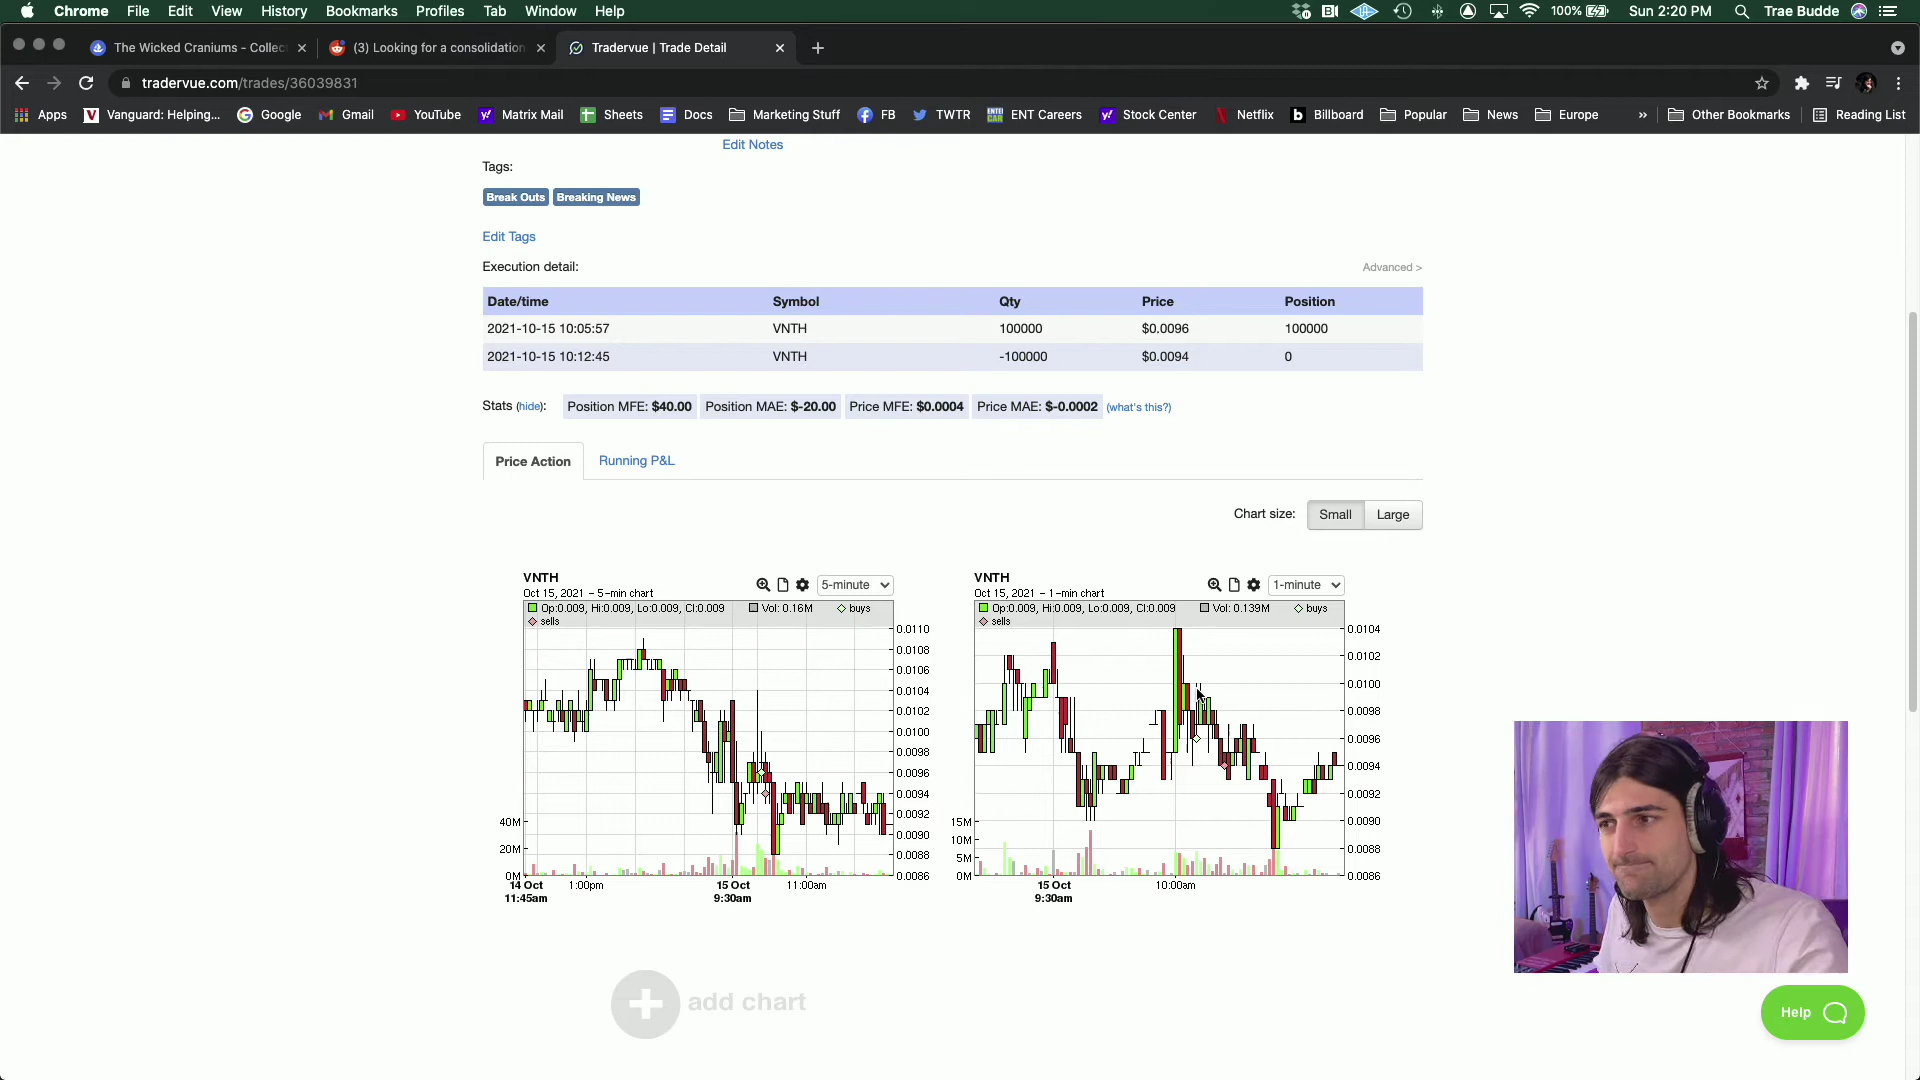 Chrome File Edit View History Bookmarks Profiles Tab Window Help 100% Sun 2:20 PM Trae Budde
The Wicked Craniums - Collect (3) Looking for a consolidation Tradervue | Trade Detail
tradervue.com/trades/36039831
Apps Vanguard: Helping... Google Gmail YouTube Matrix Mail Sheets Docs Marketing Stuff FB TWTR ENT Careers Stock Center Netflix Billboard Popular News Europe » Other Bookmarks Reading List
Edit Notes
Tags:
Break Outs Breaking News
Edit Tags
Execution detail: Advanced >
Date/time Symbol Qty Price Position
2021-10-15 10:05:57 VNTH 100000 $0.0096 100000
2021-10-15 10:12:45 VNTH -100000 $0.0094 0
Stats (hide): Position MFE: $40.00 Position MAE: $-20.00 Price MFE: $0.0004 Price MAE: $-0.0002 (what's this?)
Price Action Running P&L
Chart size: Small Large
VNTH
Oct 15, 2021 – 5-min chart
5-minute
Op:0.009, Hi:0.009, Lo:0.009, Cl:0.009 Vol: 0.16M buys
sells
0.0110
0.0108
0.0106
0.0104
0.0102
0.0100
0.0098
0.0096
0.0094
0.0092
0.0090
0.0088
0.0086
40M
20M
0M
14 Oct 1:00pm 15 Oct 11:00am
11:45am 9:30am
VNTH
Oct 15, 2021 – 1-min chart
1-minute
Op:0.009, Hi:0.009, Lo:0.009, Cl:0.009 Vol: 0.139M buys
sells
0.0104
0.0102
0.0100
0.0098
0.0096
0.0094
0.0092
0.0090
0.0088
0.0086
15M
10M
5M
0M
15 Oct 10:00am
9:30am
add chart
Help